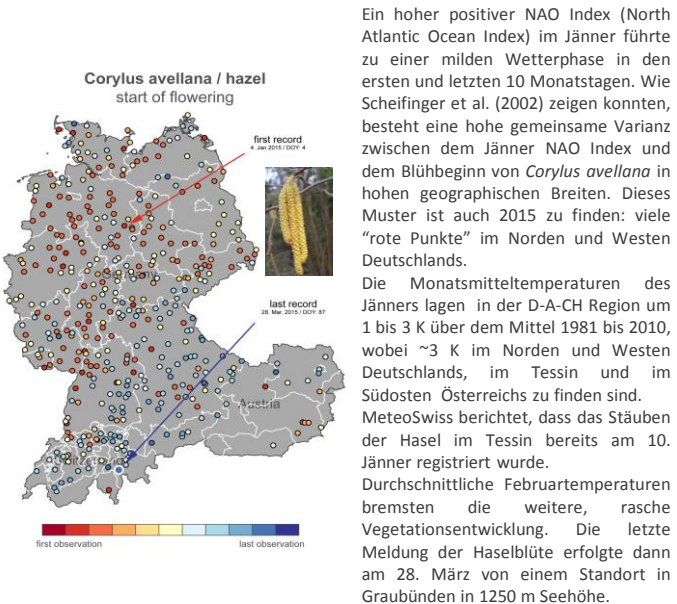 Corylus avellana / hazel
start of flowering
first record
4. Jan 2015 / DOY: 4
Germany
last record
28. Mar. 2015 / DOY: 87
Austria
first observation
last observation
Ein hoher positiver NAO Index (North
Atlantic Ocean Index) im Jänner führte
zu einer milden Wetterphase in den
ersten und letzten 10 Monatstagen. Wie
Scheifinger et al. (2002) zeigen konnten,
besteht eine hohe gemeinsame Varianz
zwischen dem Jänner NAO Index und
dem Blühbeginn von Corylus avellana in
hohen geographischen Breiten. Dieses
Muster ist auch 2015 zu finden: viele
“rote Punkte” im Norden und Westen
Deutschlands.
Die Monatsmitteltemperaturen des
Jänners lagen in der D-A-CH Region um
1 bis 3 K über dem Mittel 1981 bis 2010,
wobei ~3 K im Norden und Westen
Deutschlands, im Tessin und im
Südosten Österreichs zu finden sind.
MeteoSwiss berichtet, dass das Stäuben
der Hasel im Tessin bereits am 10.
Jänner registriert wurde.
Durchschnittliche Februartemperaturen
bremsten die weitere, rasche
Vegetationsentwicklung. Die letzte
Meldung der Haselblüte erfolgte dann
am 28. März von einem Standort in
Graubünden in 1250 m Seehöhe.